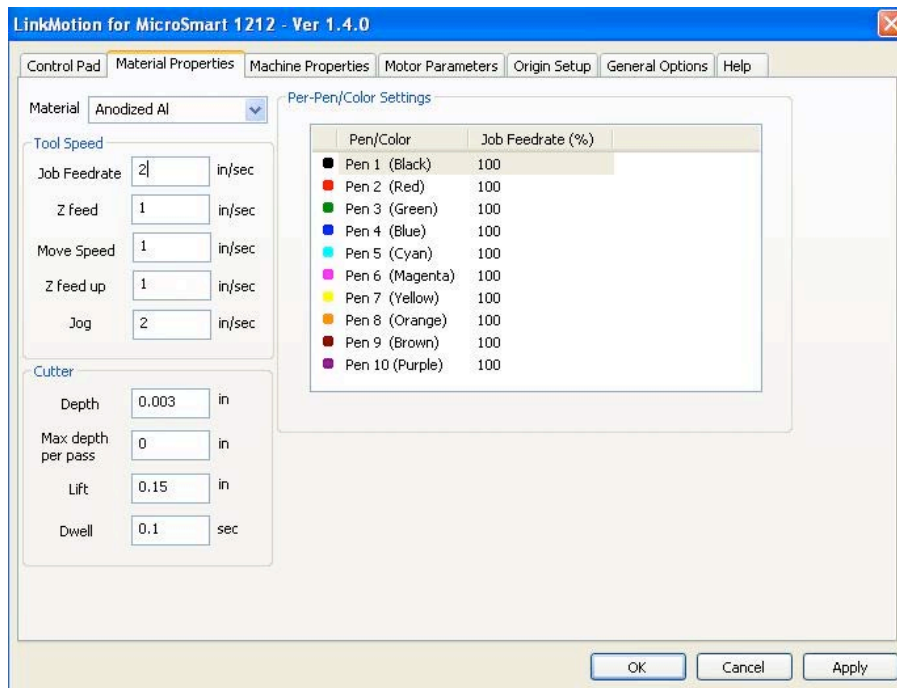 LinkMotion for MicroSmart 1212 - Ver 1.4.0
Control Pad Material Properties Machine Properties Motor Parameters Origin Setup General Options Help
Material Anodized Al
Tool Speed
Job Feedrate 2 in/sec
Z feed 1 in/sec
Move Speed 1 in/sec
Z feed up 1 in/sec
Jog 2 in/sec
Cutter
Depth 0.003 in
Max depth
per pass 0 in
Lift 0.15 in
Dwell 0.1 sec
Per-Pen/Color Settings
Pen/Color Job Feedrate (%)
Pen 1 (Black) 100
Pen 2 (Red) 100
Pen 3 (Green) 100
Pen 4 (Blue) 100
Pen 5 (Cyan) 100
Pen 6 (Magenta) 100
Pen 7 (Yellow) 100
Pen 8 (Orange) 100
Pen 9 (Brown) 100
Pen 10 (Purple) 100
OK Cancel Apply